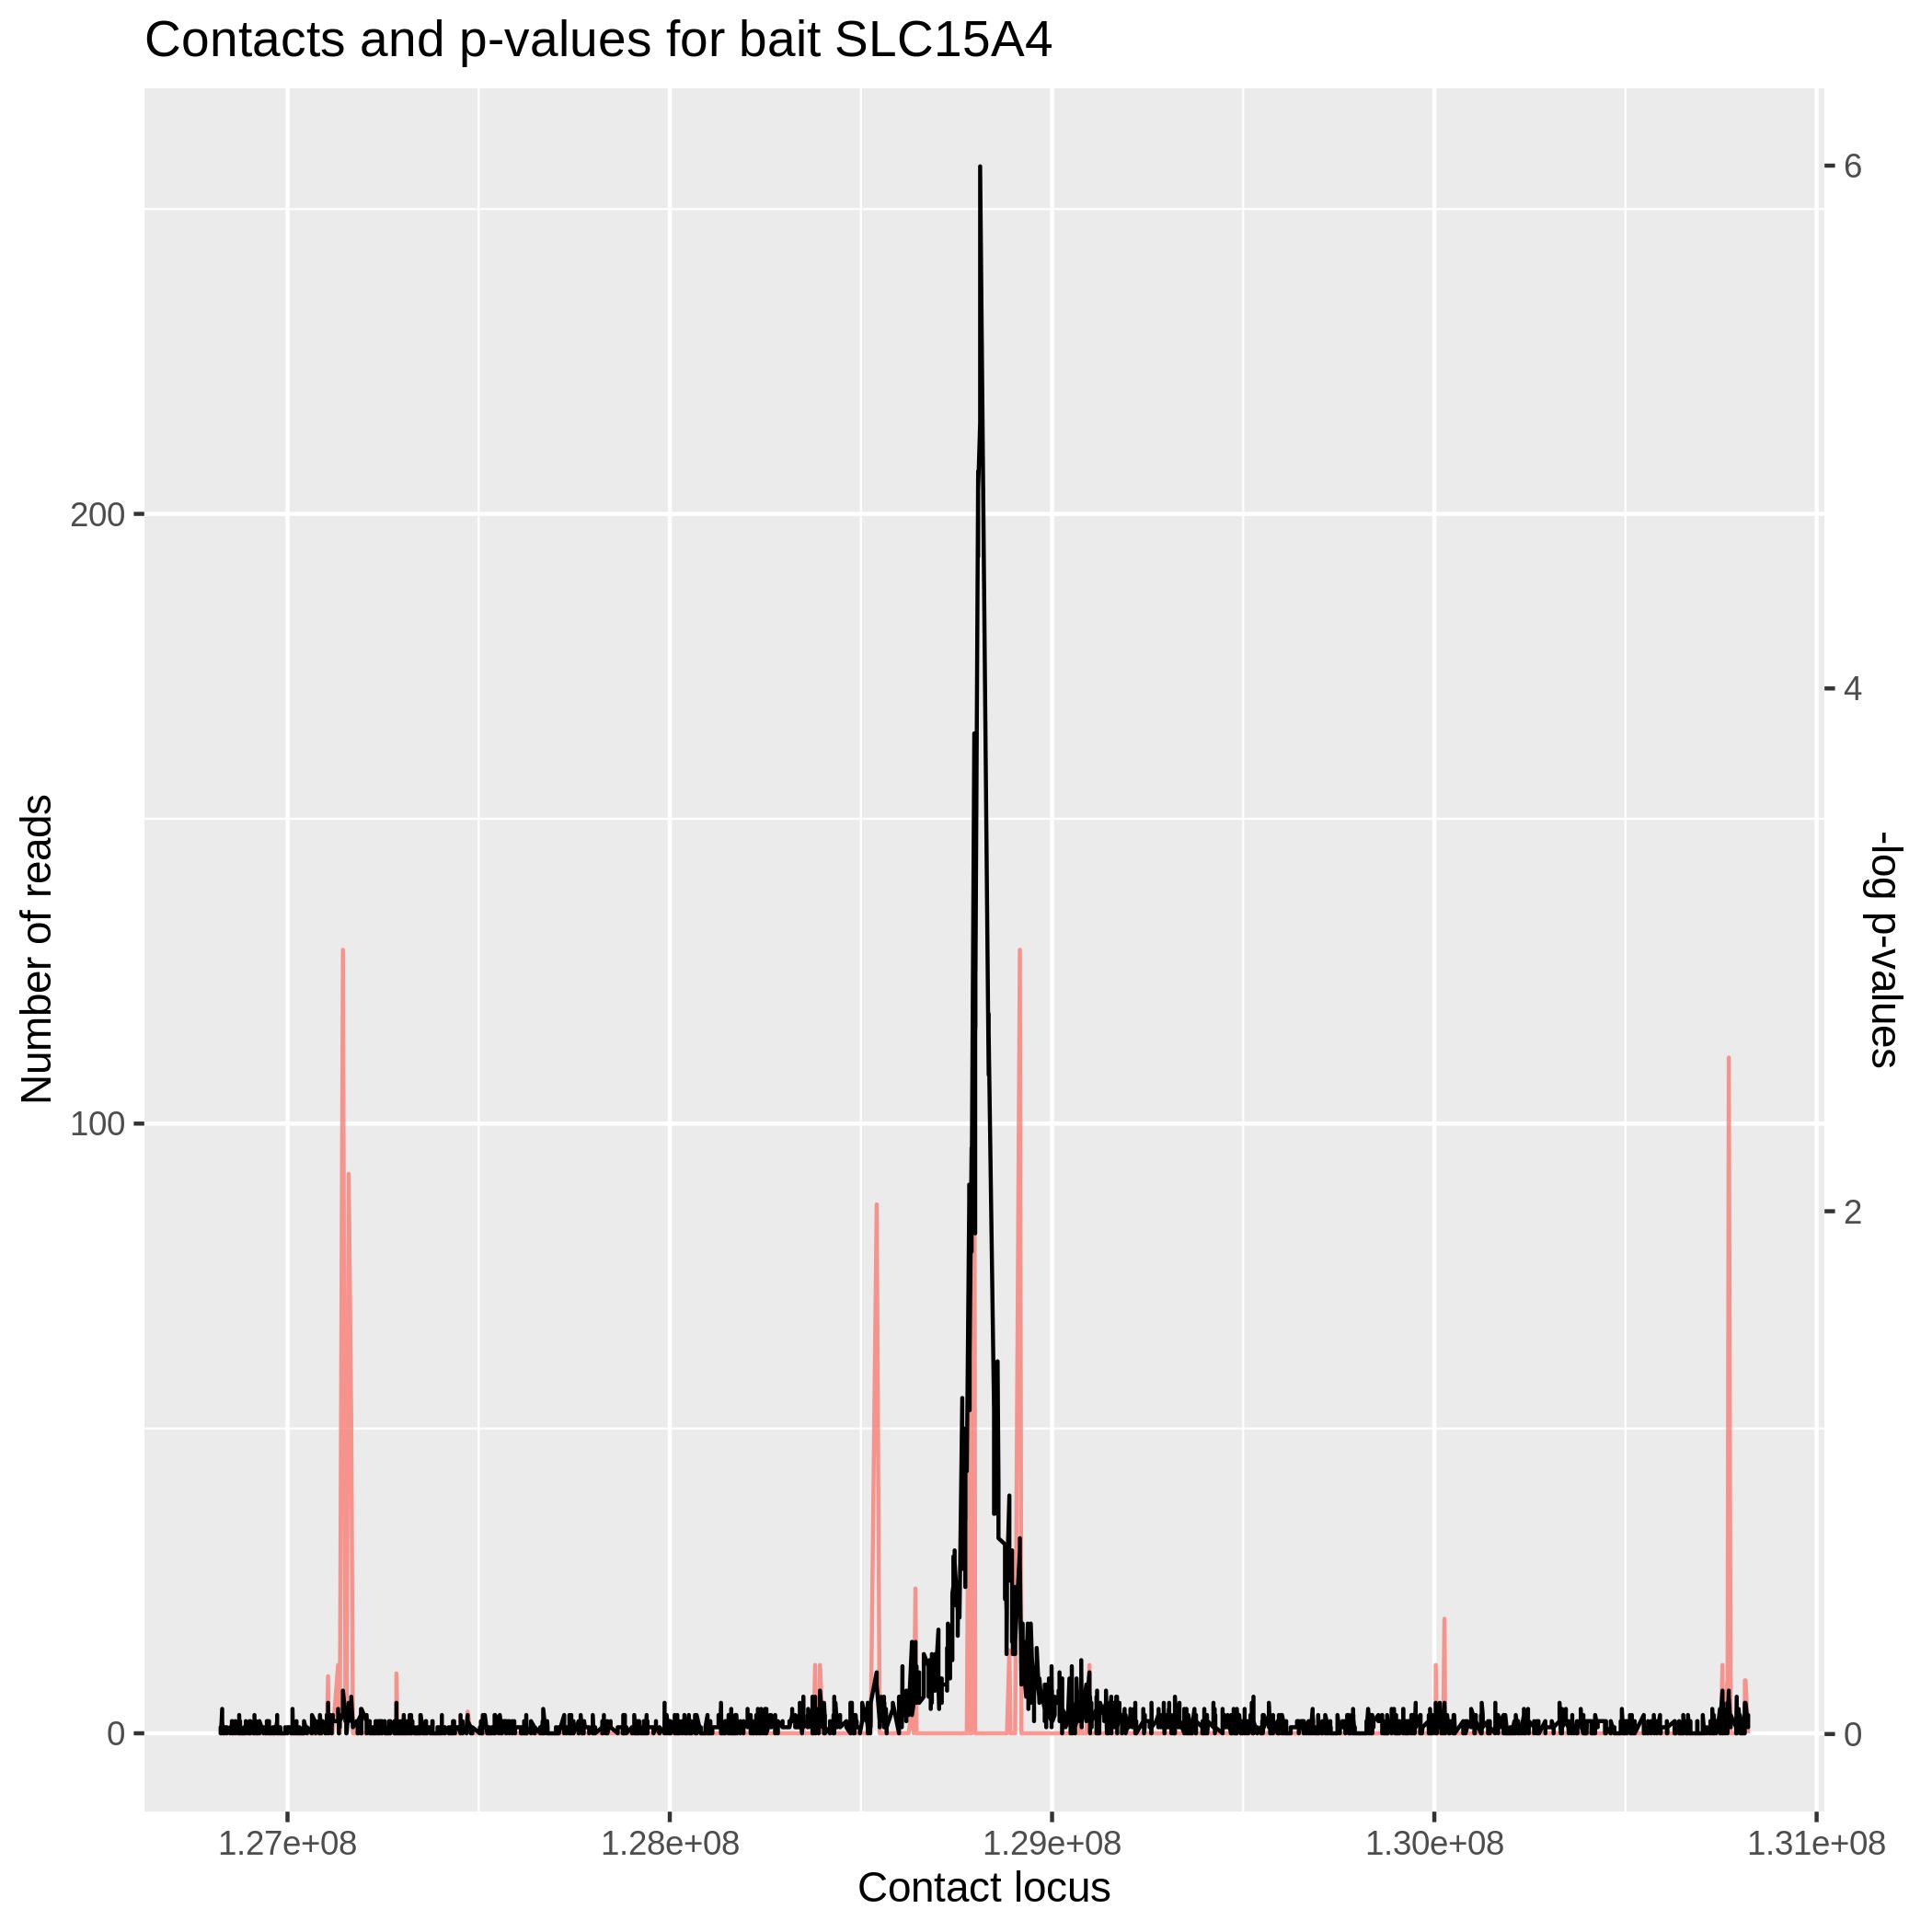 Contacts and p-values for bait SLC15A4
Number of reads
200
100
0
6
4
2
0
-log p-values
1.27e+08
1.28e+08
1.29e+08
1.30e+08
1.31e+08
Contact locus